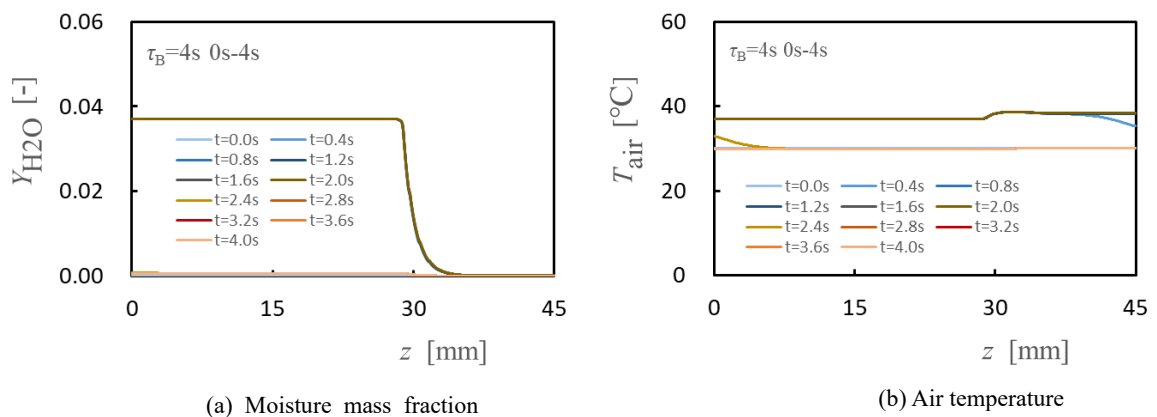 τB=4s 0s-4s
YH2O [-]
0.06
0.04
0.02
0.00
t=0.0s t=0.4s
t=0.8s t=1.2s
t=1.6s t=2.0s
t=2.4s t=2.8s
t=3.2s t=3.6s
t=4.0s
0 15 30 45
z [mm]
(a) Moisture mass fraction
τB=4s 0s-4s
Tair [°C]
60
40
20
0
t=0.0s t=0.4s t=0.8s
t=1.2s t=1.6s t=2.0s
t=2.4s t=2.8s t=3.2s
t=3.6s t=4.0s
0 15 30 45
z [mm]
(b) Air temperature